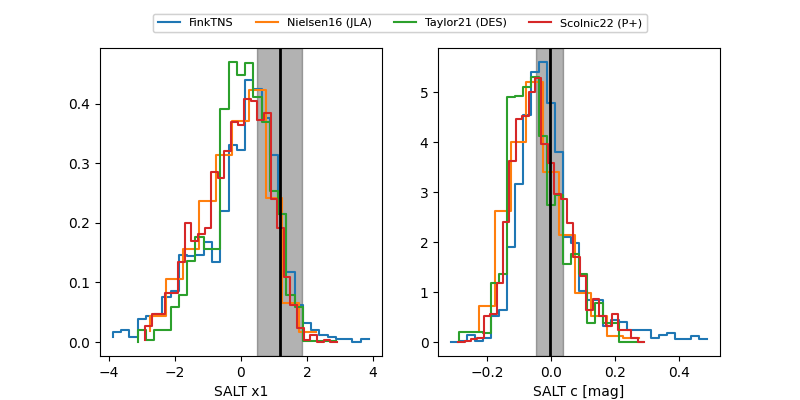 FinkTNS Nielsen16 (JLA) Taylor21 (DES) Scolnic22 (P+)
0.4
0.3
0.2
0.1
0.0
−4 −2 0 2 4
SALT x1
5
4
3
2
1
0
−0.2 0.0 0.2 0.4
SALT c [mag]